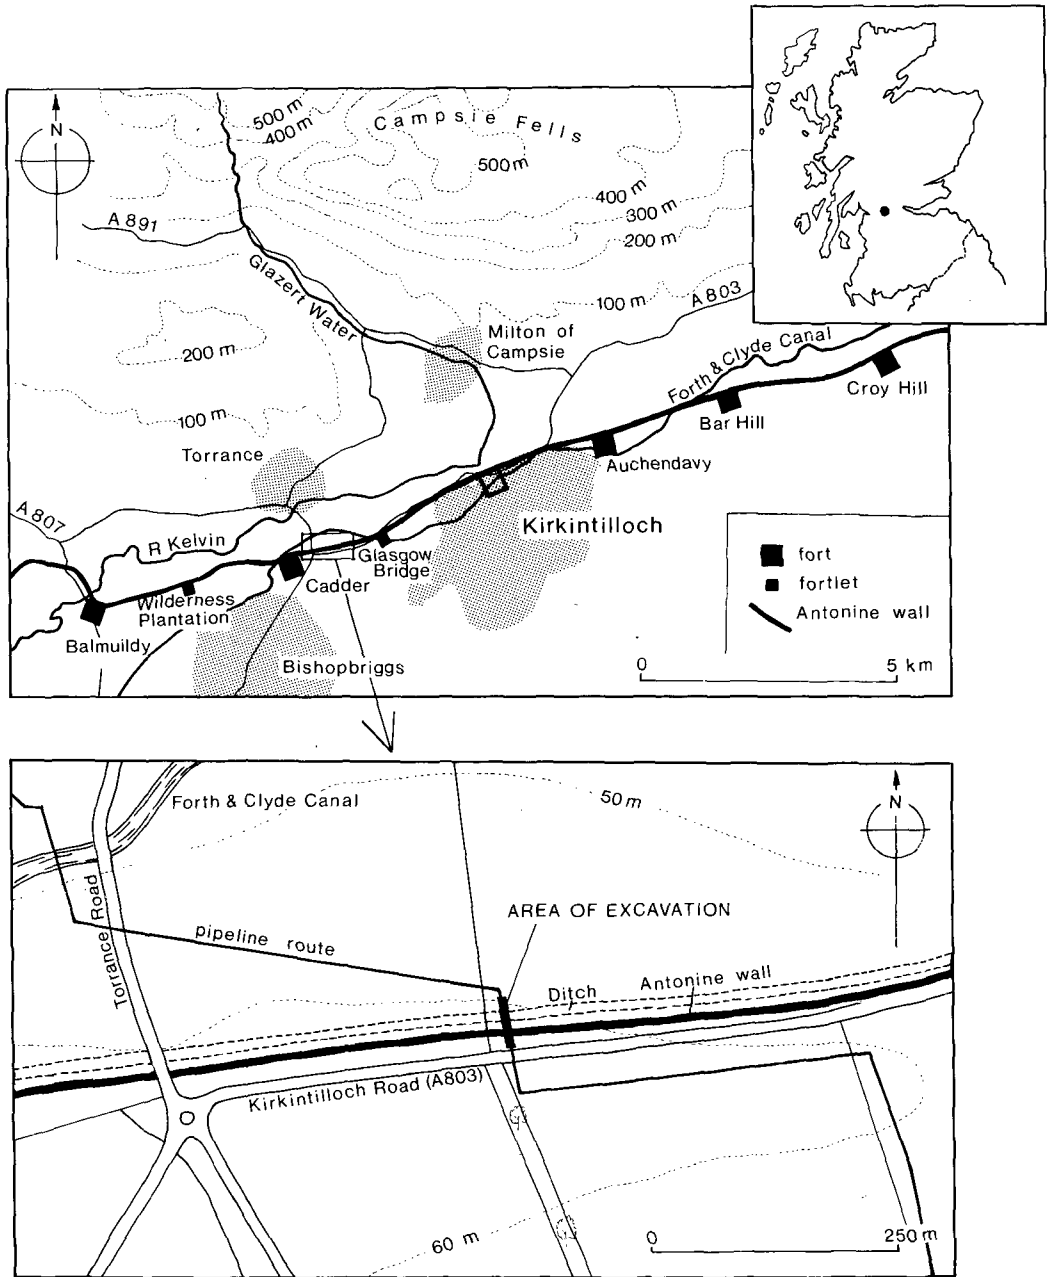 N
500 m
400 m
Campsie Fells
500 m
400 m
300 m
200 m
A 891
Glazert Water
100 m
A 803
Milton of
Campsie
200 m
Forth & Clyde Canal
Croy Hill
100 m
Bar Hill
Torrance
Auchendavy
A 807
R Kelvin
Kirkintilloch
Glasgow
Bridge
Cadder
Wilderness
Plantation
Balmuildy
Bishopbriggs
fort
fortlet
Antonine wall
0
5 km
Forth & Clyde Canal
50 m
N
Torrance Road
AREA OF EXCAVATION
pipeline route
Ditch
Antonine wall
Kirkintilloch Road (A803)
60 m
0
250 m